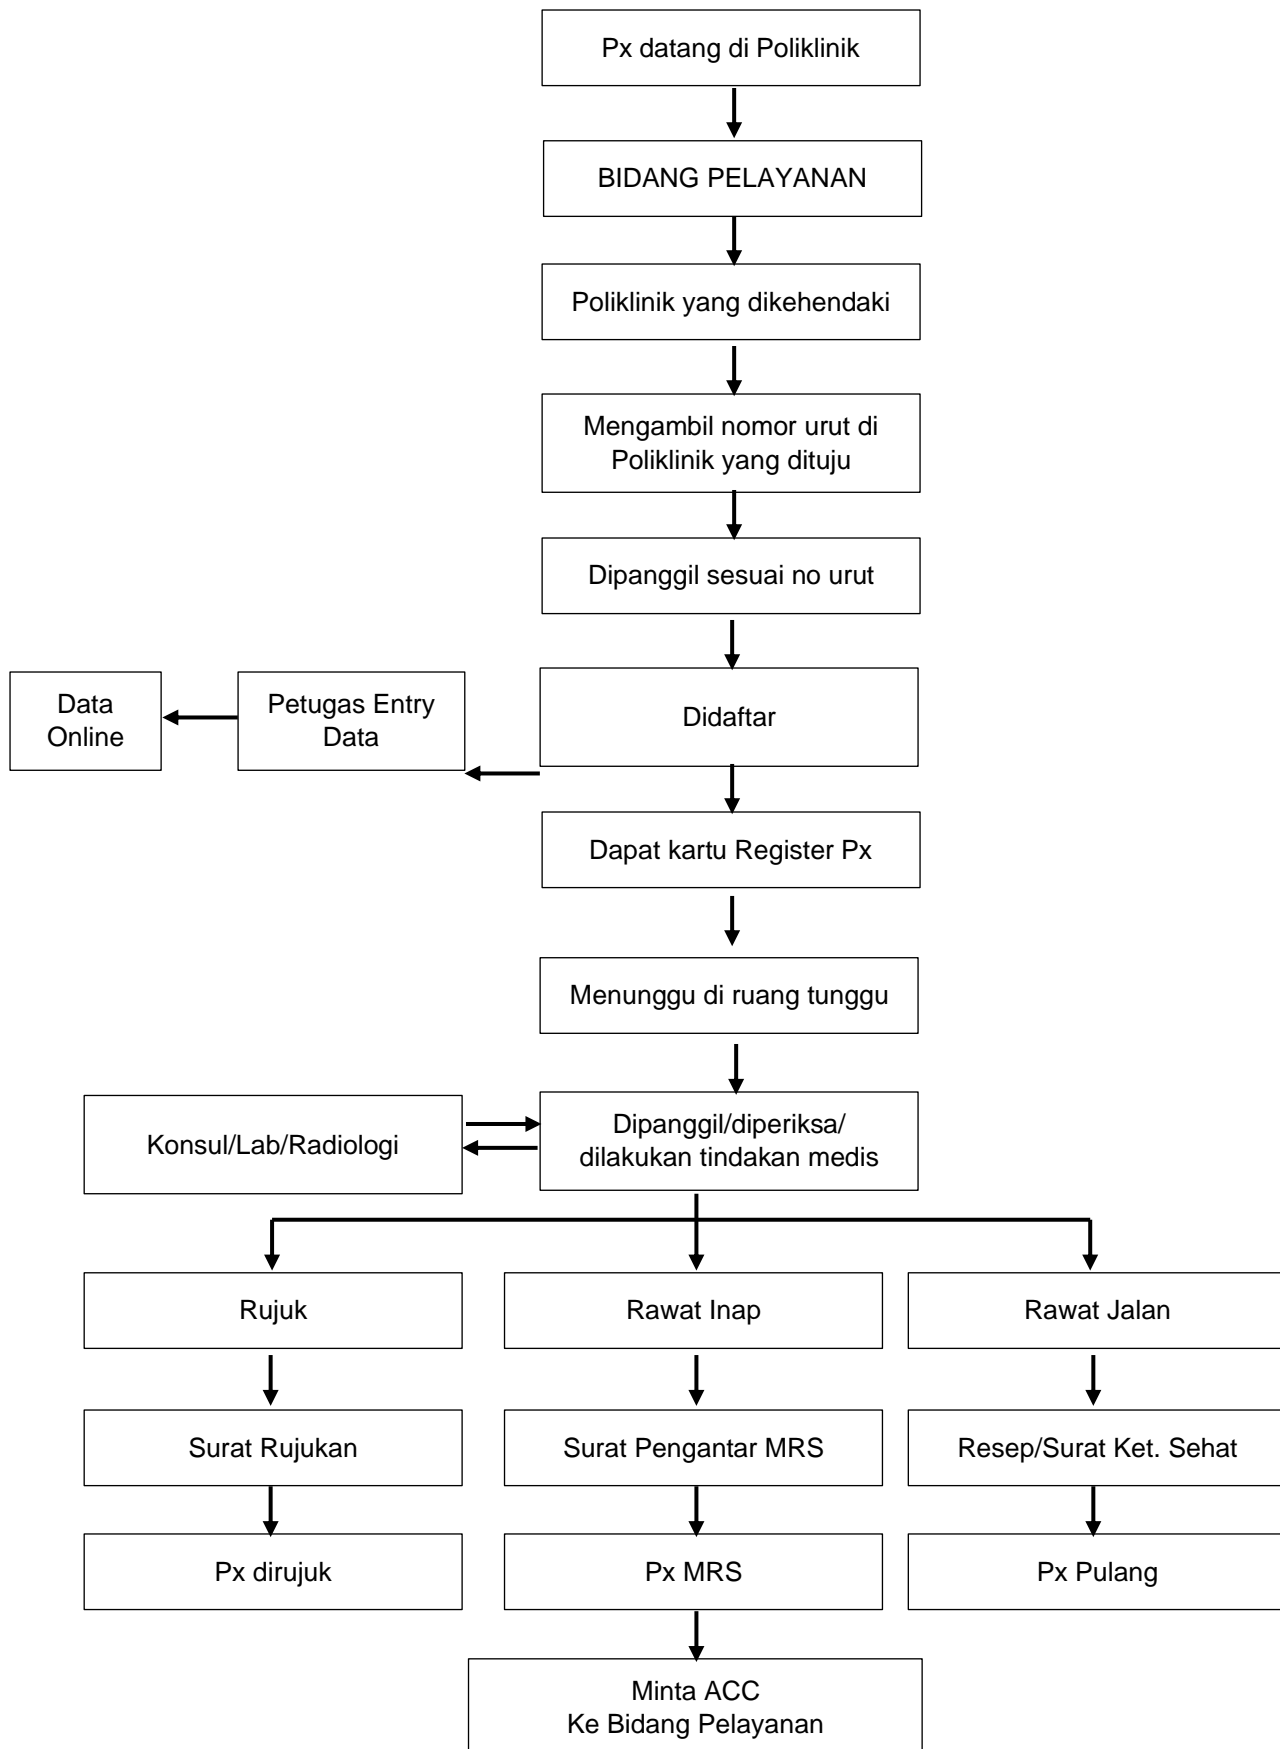 Px datang di Poliklinik
BIDANG PELAYANAN
Poliklinik yang dikehendaki
Mengambil nomor urut di
Poliklinik yang dituju
Dipanggil sesuai no urut
Data
Online
Petugas Entry
Data
Didaftar
Dapat kartu Register Px
Menunggu di ruang tunggu
Konsul/Lab/Radiologi
Dipanggil/diperiksa/
dilakukan tindakan medis
Rujuk
Rawat Inap
Rawat Jalan
Surat Rujukan
Surat Pengantar MRS
Resep/Surat Ket. Sehat
Px dirujuk
Px MRS
Px Pulang
Minta ACC
Ke Bidang Pelayanan